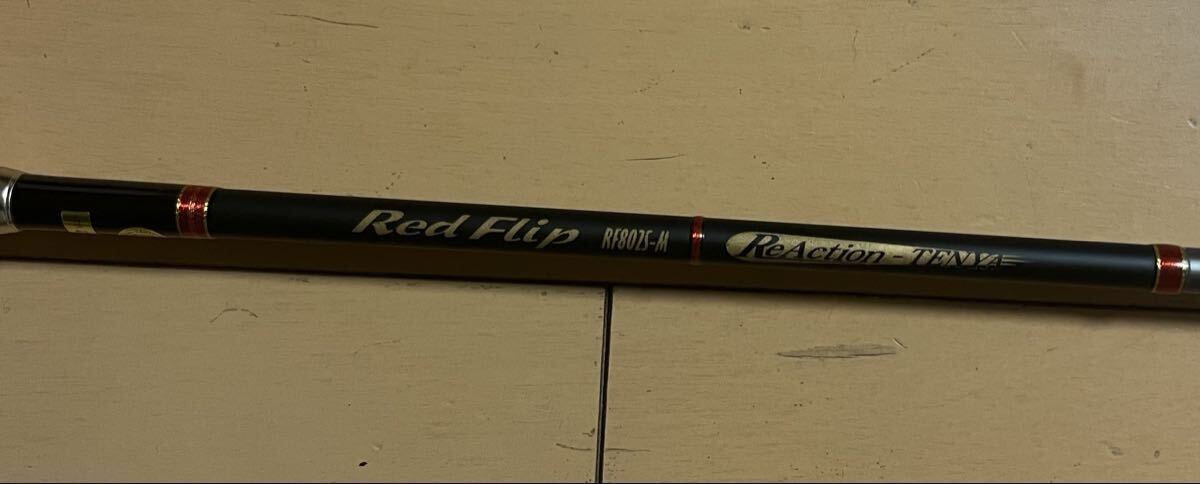 Red Flip RF802S-M ReAction - TENYA